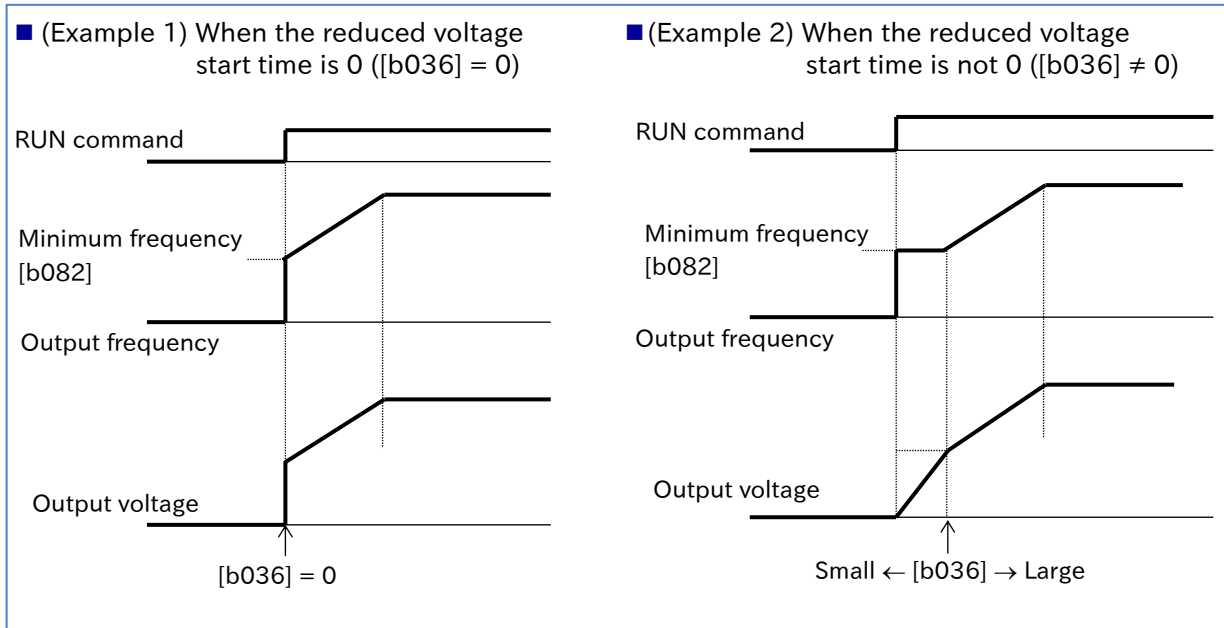 ■ (Example 1) When the reduced voltage
start time is 0 ([b036] = 0)
RUN command
Minimum frequency
[b082]
Output frequency
Output voltage
[b036] = 0
■ (Example 2) When the reduced voltage
start time is not 0 ([b036] ≠ 0)
RUN command
Minimum frequency
[b082]
Output frequency
Output voltage
Small ← [b036] → Large